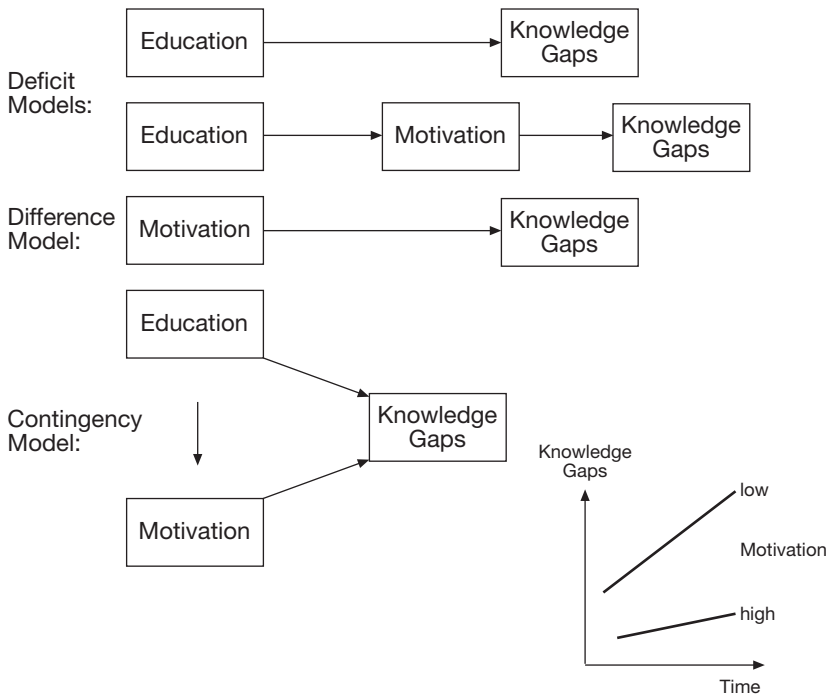 Education
Knowledge
Gaps
Deficit
Models:
Education
Motivation
Knowledge
Gaps
Difference
Model:
Motivation
Knowledge
Gaps
Education
Contingency
Model:
Knowledge
Gaps
Motivation
Knowledge
Gaps
low
Motivation
high
Time